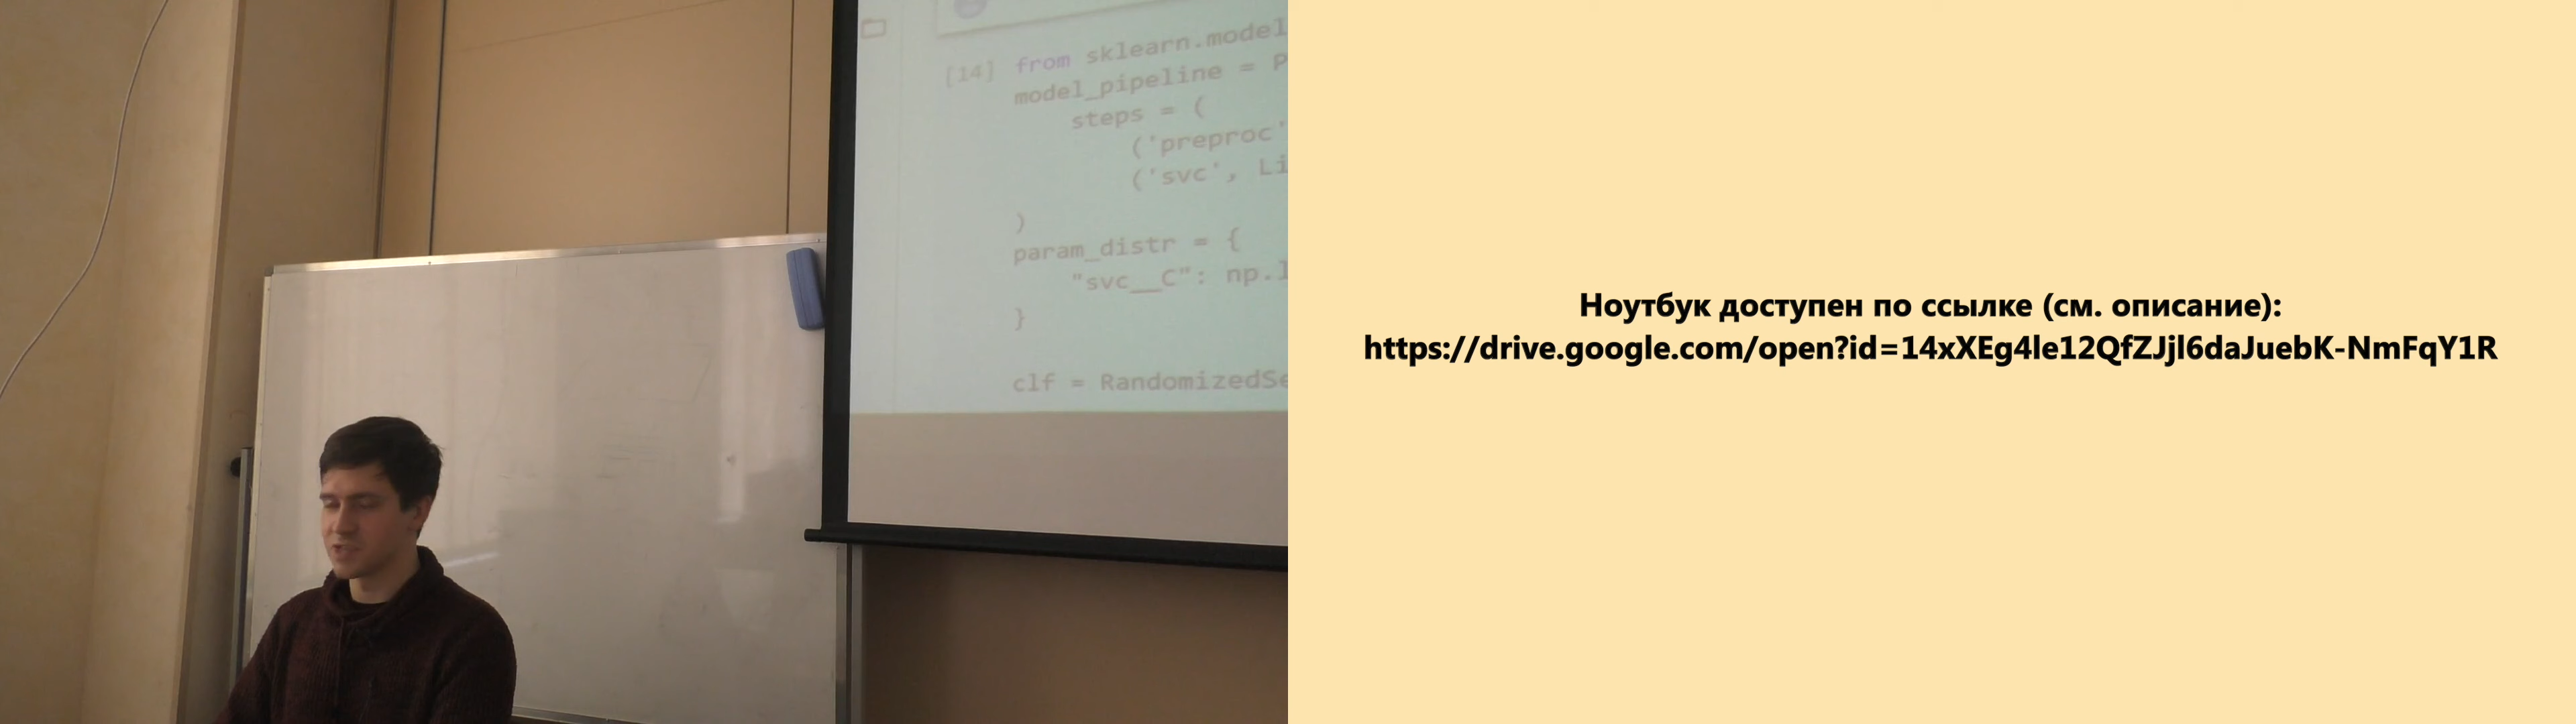 [14] from sklearn.model
model_pipeline = P
steps = (
('preproc'
('svc', Li
)
param_distr = {
"svc__C": np.l
}
clf = RandomizedSe
Ноутбук доступен по ссылке (см. описание):
https://drive.google.com/open?id=14xXEg4le12QfZJjl6daJuebK-NmFqY1R